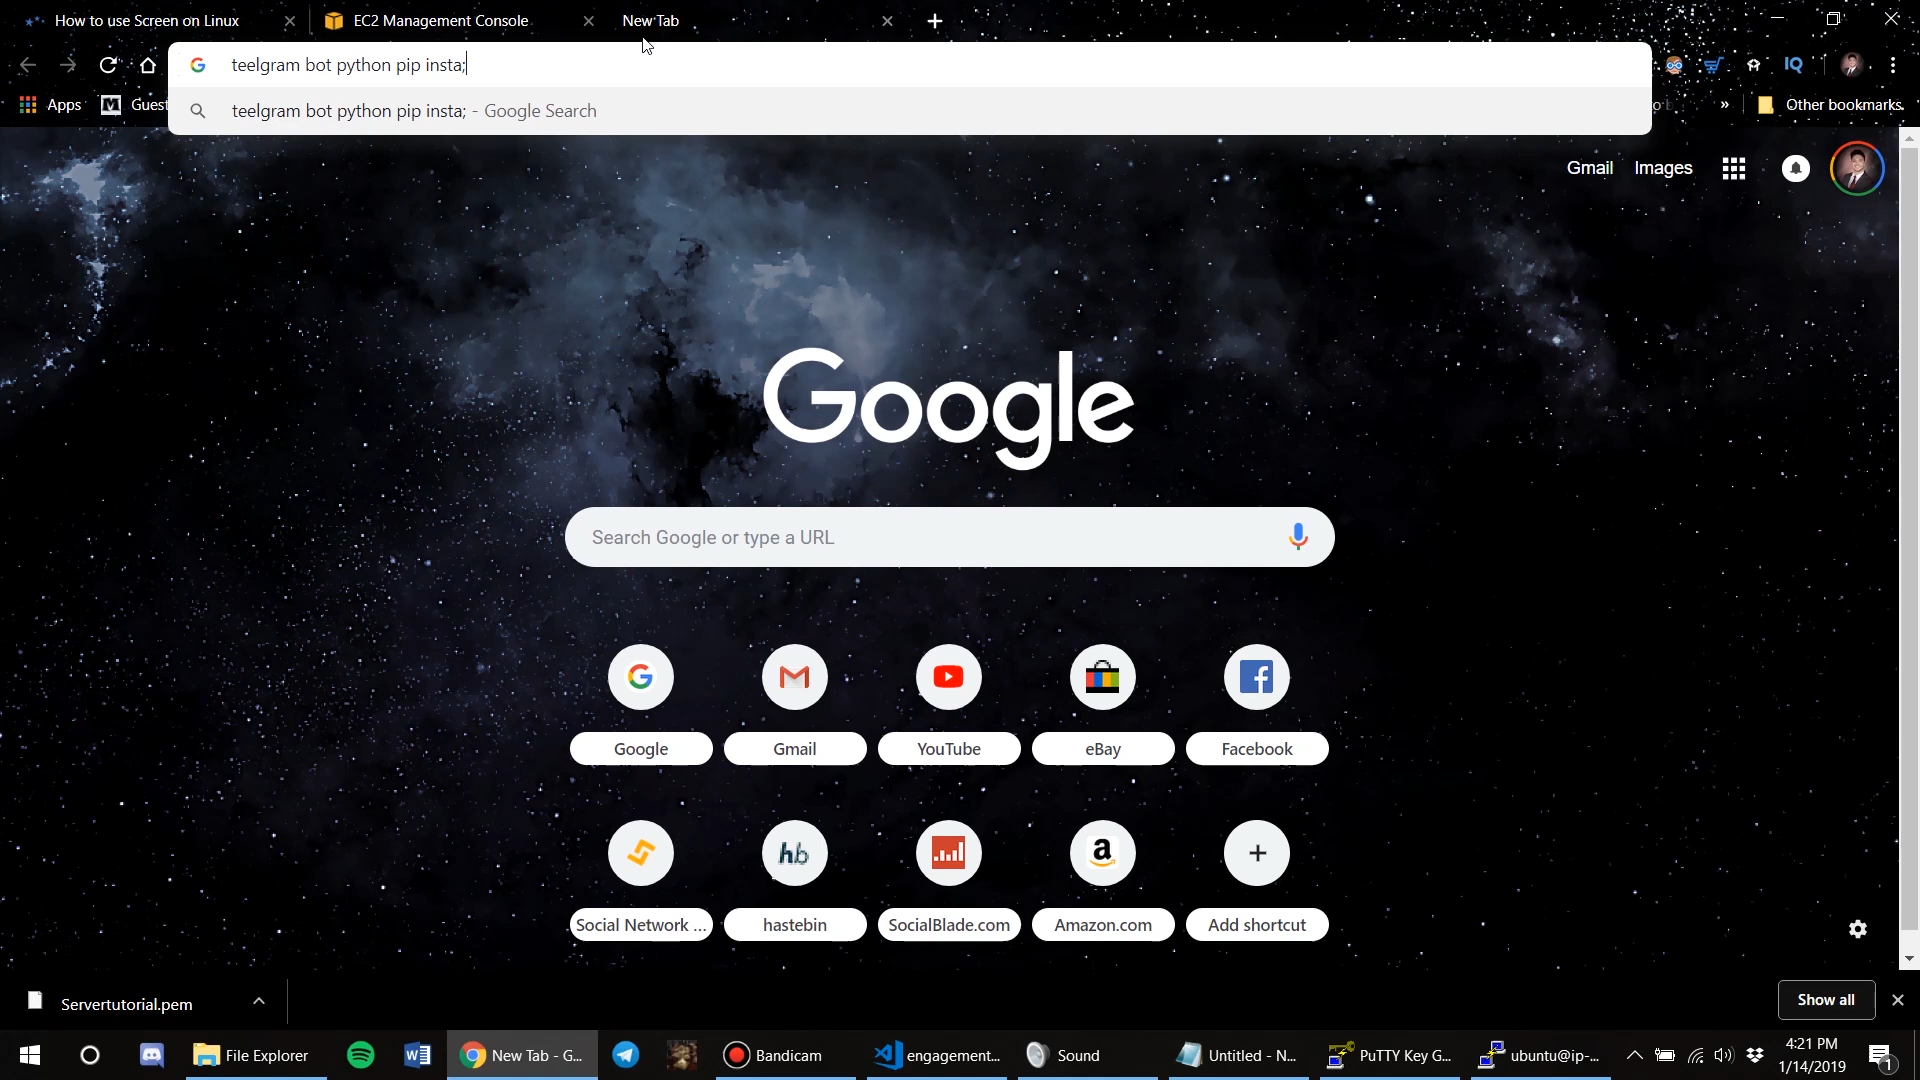 How to use Screen on Linux
EC2 Management Console
New Tab
teelgram bot python pip insta;
IQ
Apps
Guest
»
Other bookmarks
teelgram bot python pip insta; - Google Search
Gmail
Images
Google
Search Google or type a URL
Google
Gmail
YouTube
eBay
Facebook
hb
a
Social Network ...
hastebin
SocialBlade.com
Amazon.com
Add shortcut
Servertutorial.pem
Show all
File Explorer
New Tab - G...
Bandicam
engagement...
Sound
Untitled - N...
PuTTY Key G...
ubuntu@ip-...
4:21 PM
1/14/2019
1